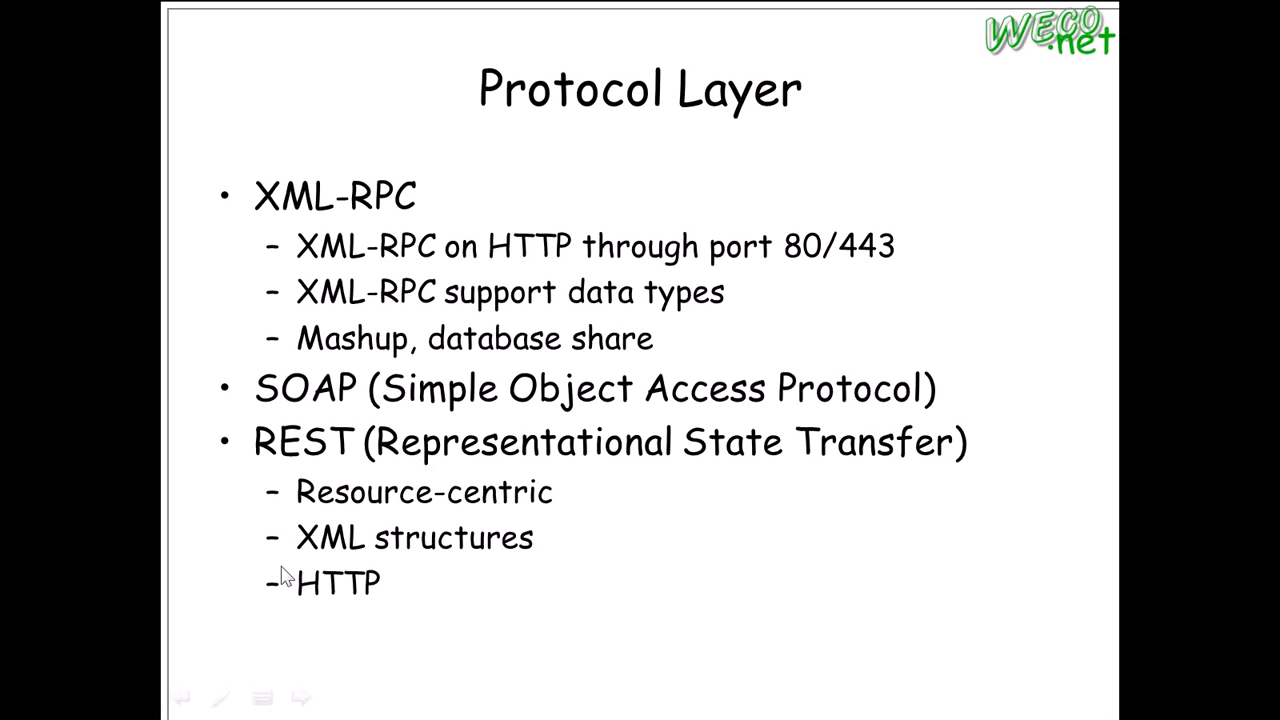 WECO
.net
Protocol Layer
• XML-RPC
– XML-RPC on HTTP through port 80/443
– XML-RPC support data types
– Mashup, database share
• SOAP (Simple Object Access Protocol)
• REST (Representational State Transfer)
– Resource-centric
– XML structures
– HTTP